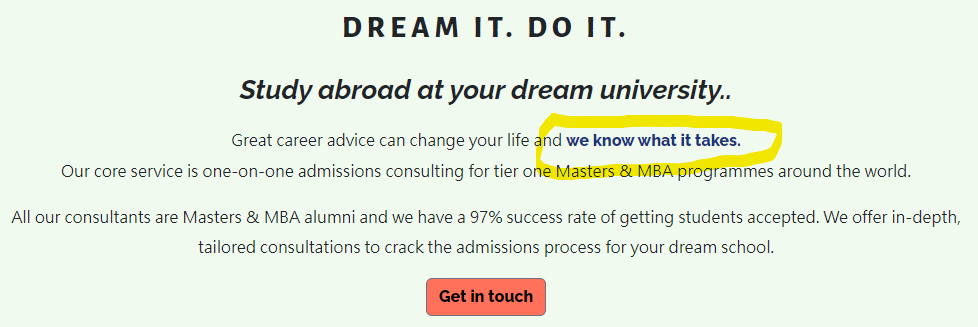 DREAM IT. DO IT.
Study abroad at your dream university..
Great career advice can change your life and we know what it takes.
Our core service is one-on-one admissions consulting for tier one Masters & MBA programmes around the world.
All our consultants are Masters & MBA alumni and we have a 97% success rate of getting students accepted. We offer in-depth,
tailored consultations to crack the admissions process for your dream school.
Get in touch